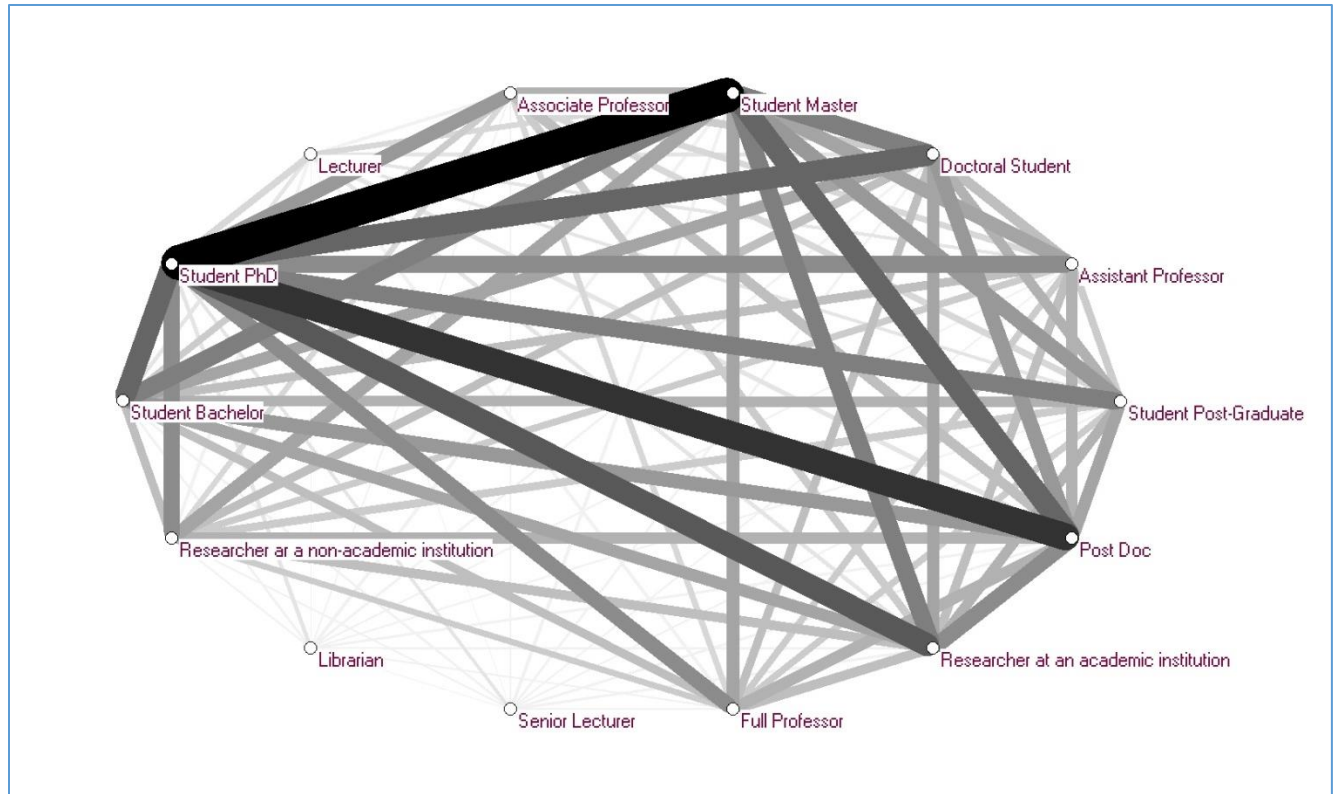 Associate Professor
Student Master
Lecturer
Doctoral Student
Student PhD
Assistant Professor
Student Bachelor
Student Post-Graduate
Researcher ar a non-academic institution
Post Doc
Librarian
Researcher at an academic institution
Senior Lecturer
Full Professor